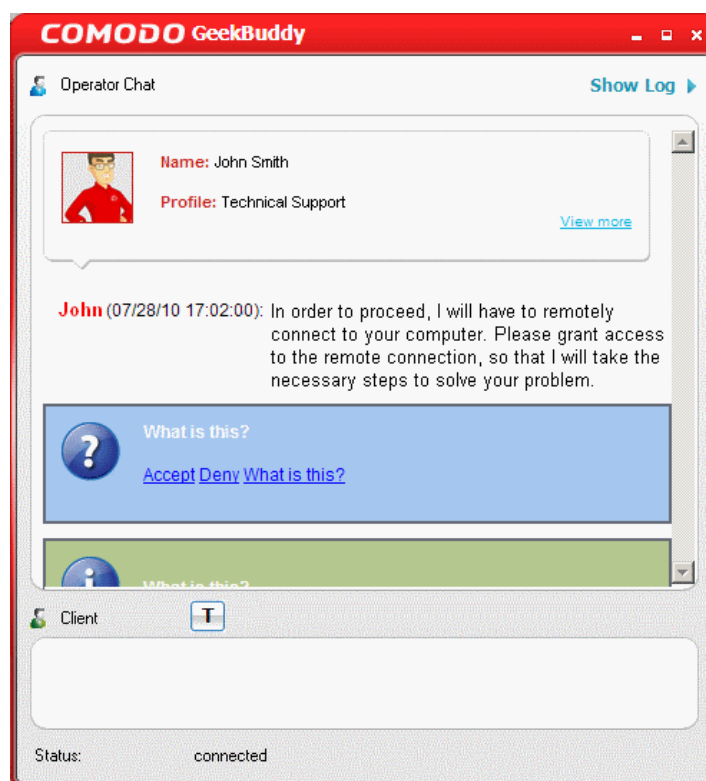 COMODO GeekBuddy
Operator Chat
Show Log
Name: John Smith
Profile: Technical Support
View more
John (07/28/10 17:02:00): In order to proceed, I will have to remotely
connect to your computer. Please grant access
to the remote connection, so that I will take the
necessary steps to solve your problem.
What is this?
Accept Deny What is this?
What is this?
Client
T
Status: connected